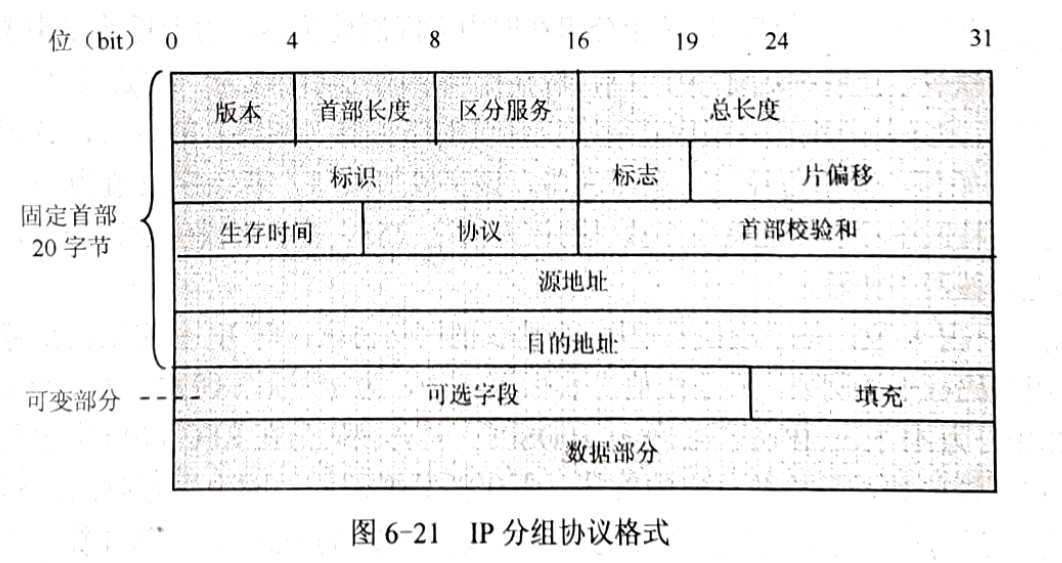 位（bit） 0 4 8 16 19 24 31
版本 首部长度 区分服务 总长度
标识 标志 片偏移
固定首部
20 字节
生存时间 协议 首部校验和
源地址
目的地址
可变部分 可选字段 填充
数据部分
图 6-21 IP 分组协议格式